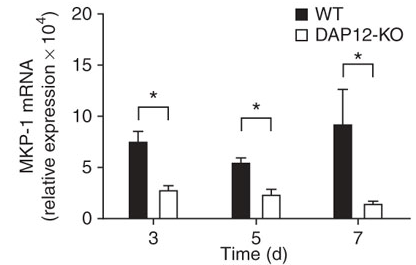 MKP-1 mRNA
(relative expression × 10⁴)
20
15
10
5
0
WT
DAP12-KO
*
*
*
3
5
7
Time (d)